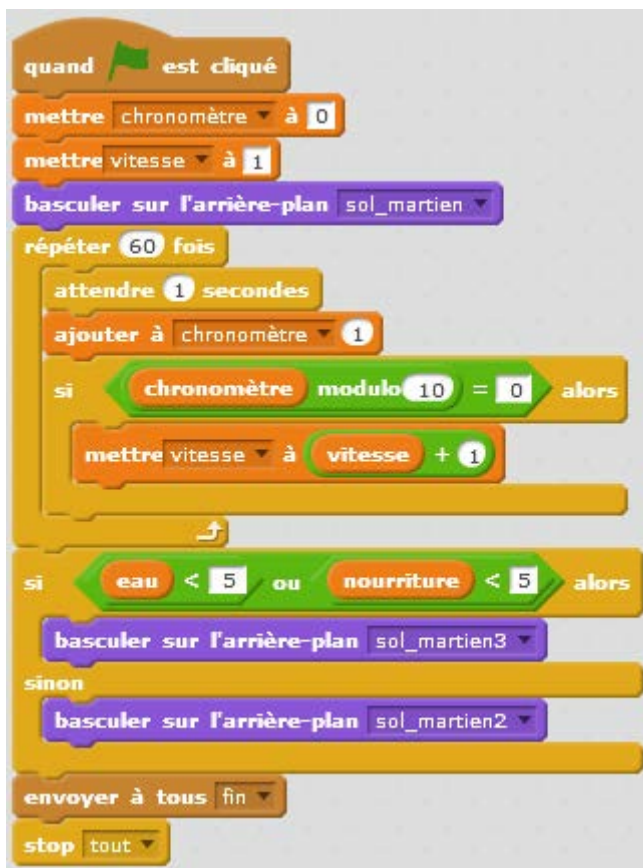 quand est cliqué
mettre chronomètre à 0
mettre vitesse à 1
basculer sur l'arrière-plan sol_martien
répéter 60 fois
attendre 1 secondes
ajouter à chronomètre 1
si chronomètre modulo 10 = 0 alors
mettre vitesse à vitesse + 1
si eau < 5 ou nourriture < 5 alors
basculer sur l'arrière-plan sol_martien3
sinon
basculer sur l'arrière-plan sol_martien2
envoyer à tous fin
stop tout